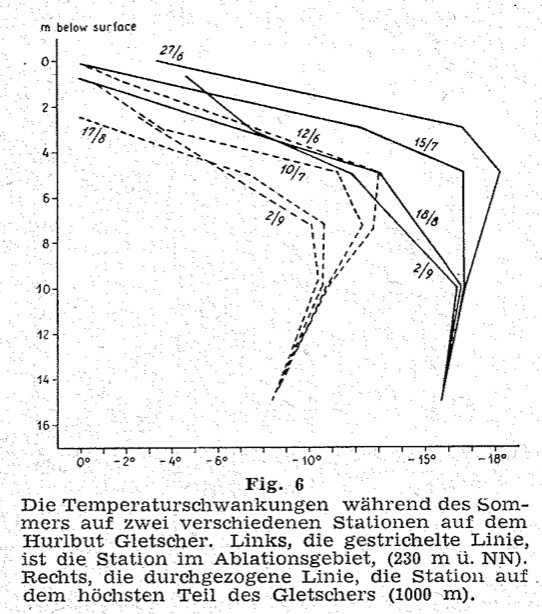 m below surface
27/6
0
2
12/6
15/7
17/8
4
10/7
6
18/8
2/9
8
2/9
10
12
14
16
0° -2° -4° -6° -10° -15° -18°
Fig. 6
Die Temperaturschwankungen während des Som-
mers auf zwei verschiedenen Stationen auf dem
Hurlbut Gletscher. Links, die gestrichelte Linie,
ist die Station im Ablationsgebiet, (230 m ü. NN).
Rechts, die durchgezogene Linie, die Station auf
dem höchsten Teil des Gletschers (1000 m).